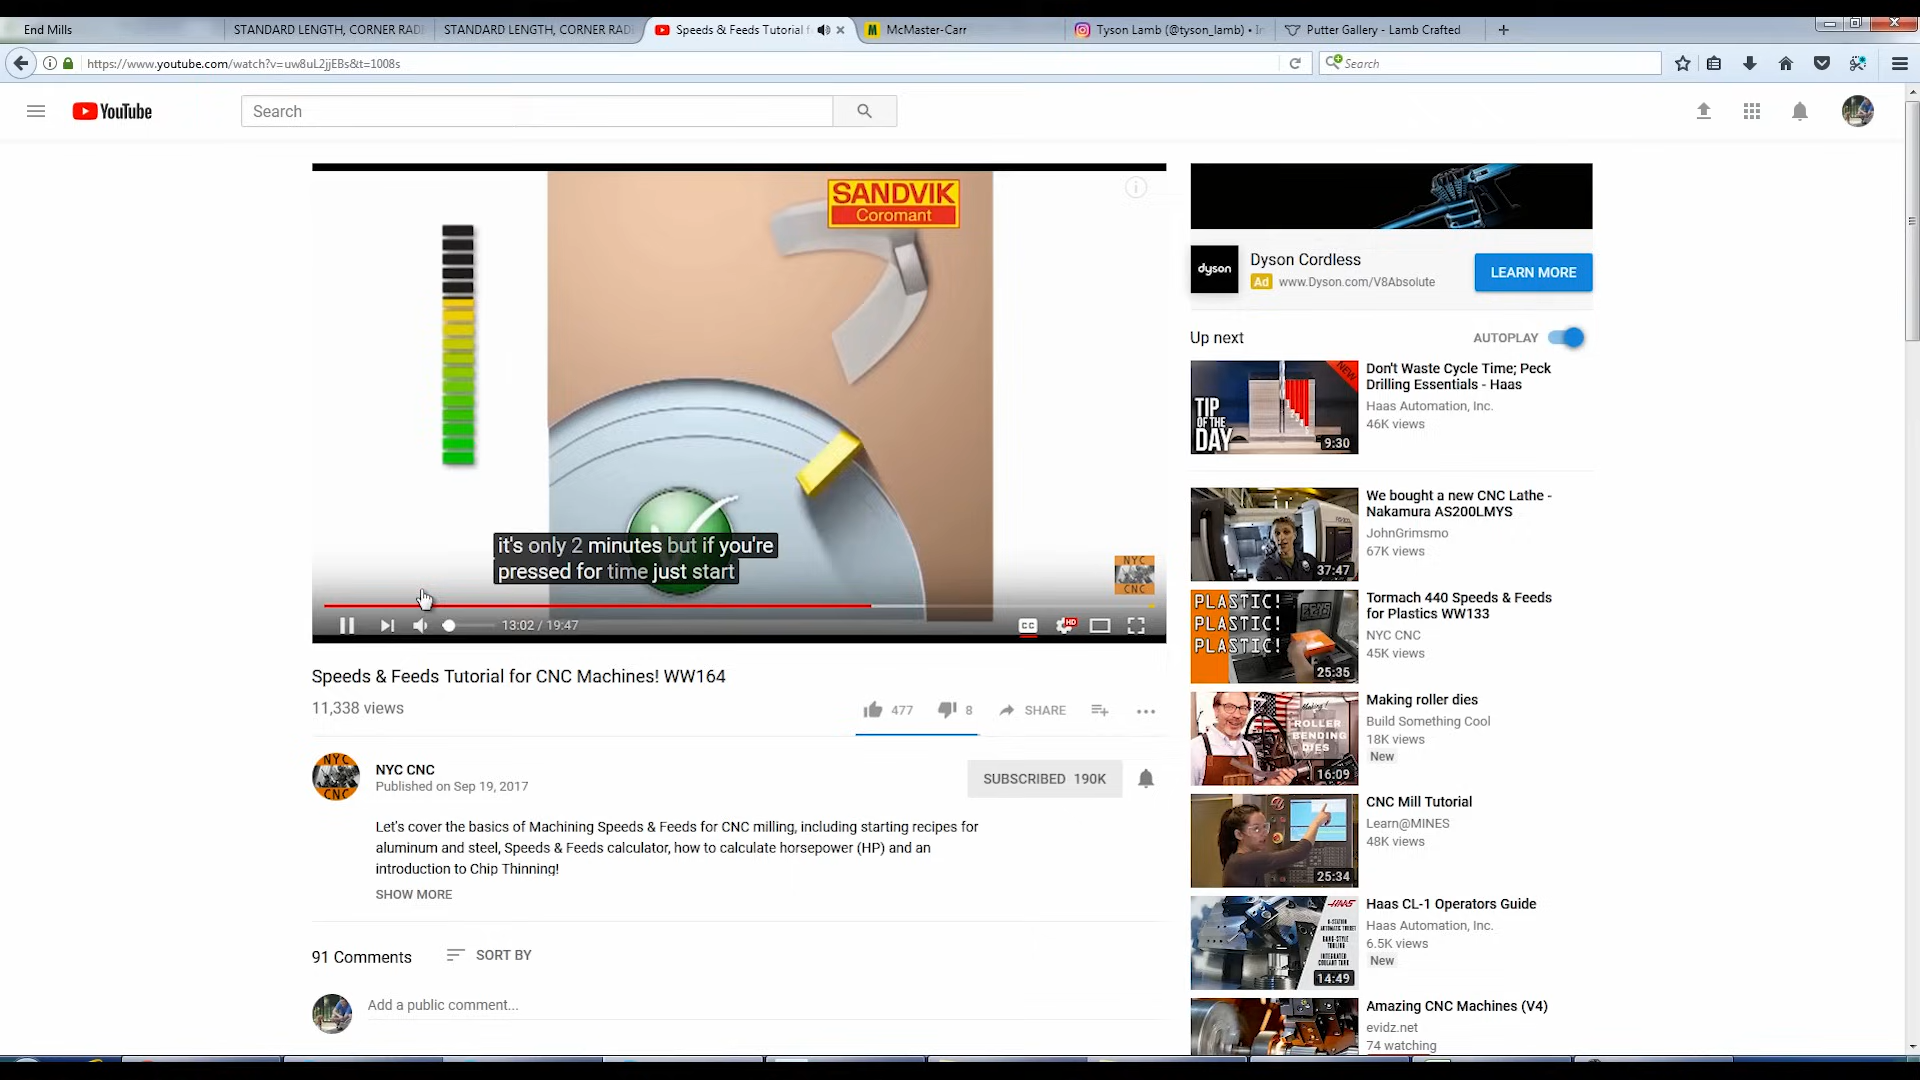 End Mills
STANDARD LENGTH, CORNER RAD
STANDARD LENGTH, CORNER RAD
Speeds & Feeds Tutorial f
McMaster-Carr
Tyson Lamb (@tyson_lamb) • In
Putter Gallery - Lamb Crafted
https://www.youtube.com/watch?v=uw8uL2jjEBs&t=1008s
Search
YouTube
Search
SANDVIK
Coromant
it's only 2 minutes but if you're
pressed for time just start
NYC
CNC
13:02 / 19:47
CC
HD
Speeds & Feeds Tutorial for CNC Machines! WW164
11,338 views
477
8
SHARE
NYC
CNC
NYC CNC
Published on Sep 19, 2017
SUBSCRIBED 190K
Let's cover the basics of Machining Speeds & Feeds for CNC milling, including starting recipes for
aluminum and steel, Speeds & Feeds calculator, how to calculate horsepower (HP) and an
introduction to Chip Thinning!
SHOW MORE
91 Comments
SORT BY
Add a public comment...
dyson
Dyson Cordless
Ad
www.Dyson.com/V8Absolute
LEARN MORE
Up next
AUTOPLAY
NEW
TIP
OF THE
DAY
9:30
Don't Waste Cycle Time; Peck
Drilling Essentials - Haas
Haas Automation, Inc.
46K views
37:47
We bought a new CNC Lathe -
Nakamura AS200LMYS
JohnGrimsmo
67K views
PLASTIC!
PLASTIC!
PLASTIC!
25:35
Tormach 440 Speeds & Feeds
for Plastics WW133
NYC CNC
45K views
Making
ROLLER
BENDING
DIES
16:09
Making roller dies
Build Something Cool
18K views
New
25:34
CNC Mill Tutorial
Learn@MINES
48K views
HAAS
14:49
Haas CL-1 Operators Guide
Haas Automation, Inc.
6.5K views
New
Amazing CNC Machines (V4)
evidz.net
74 watching